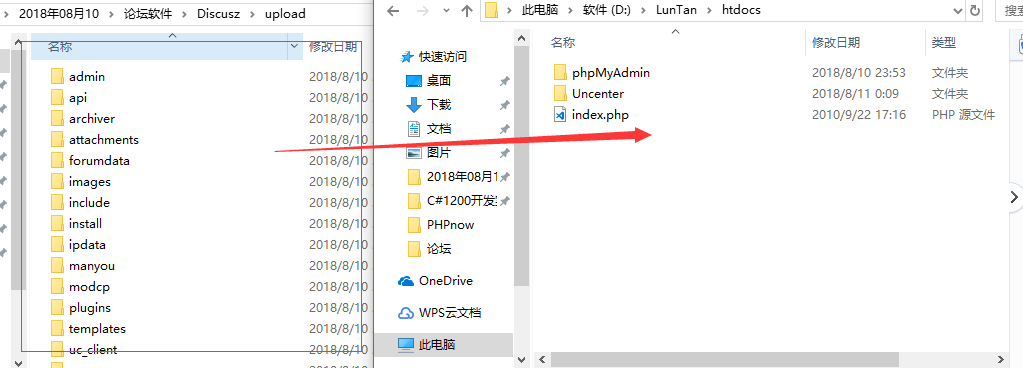 2018年08月10 > 论坛软件 > Discusz > upload
名称 修改日期
admin 2018/8/10
api 2018/8/10
archiver 2018/8/10
attachments 2018/8/10
forumdata 2018/8/10
images 2018/8/10
include 2018/8/10
install 2018/8/10
ipdata 2018/8/10
manyou 2018/8/10
modcp 2018/8/10
plugins 2018/8/10
templates 2018/8/10
uc_client 2018/8/10
此电脑 > 软件 (D:) > LunTan > htdocs
搜索
快速访问
桌面
下载
文档
图片
2018年08月1
C#1200开发
PHPnow
论坛
OneDrive
WPS云文档
此电脑
名称 修改日期 类型
phpMyAdmin 2018/8/10 23:53 文件夹
Uncenter 2018/8/11 0:09 文件夹
index.php 2010/9/22 17:16 PHP 源文件